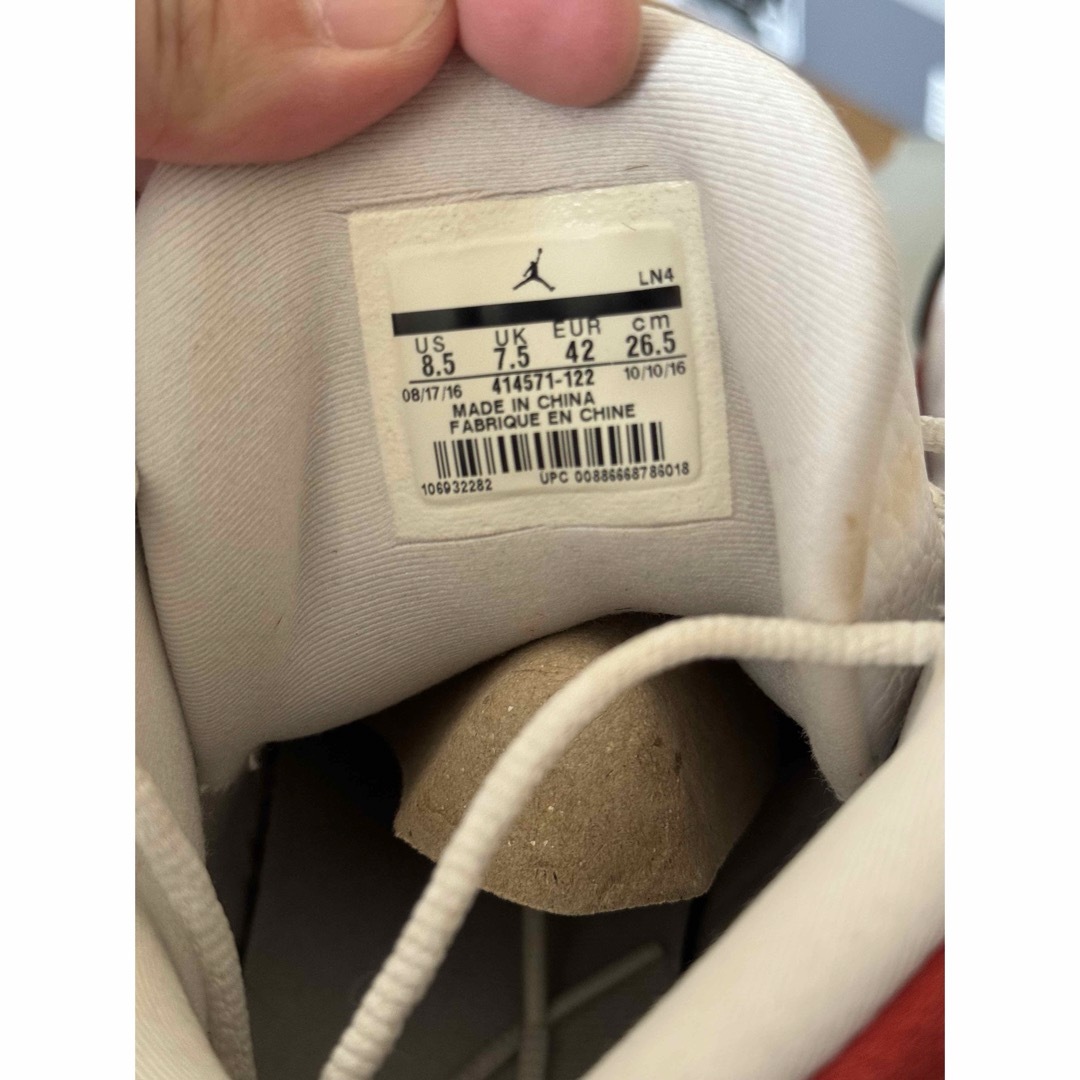 LN4
US UK EUR cm
8.5 7.5 42 26.5
08/17/16 414571-122 10/10/16
MADE IN CHINA
FABRIQUE EN CHINE
106932282 UPC 00886668786018